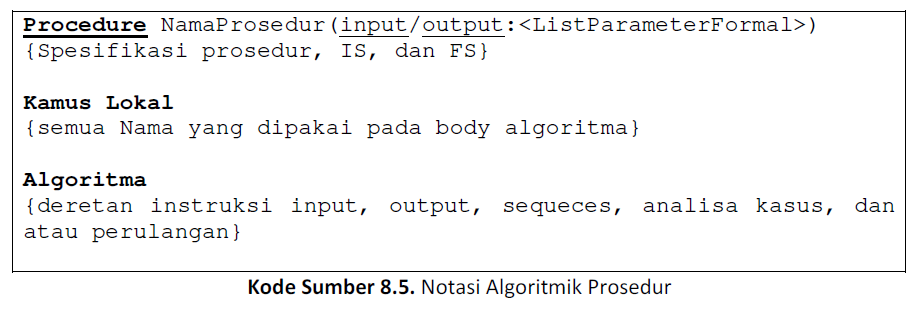 Procedure NamaProsedur(input/output:<ListParameterFormal>)
{Spesifikasi prosedur, IS, dan FS}
Kamus Lokal
{semua Nama yang dipakai pada body algoritma}
Algoritma
{deretan instruksi input, output, sequeces, analisa kasus, dan
atau perulangan}
Kode Sumber 8.5. Notasi Algoritmik Prosedur